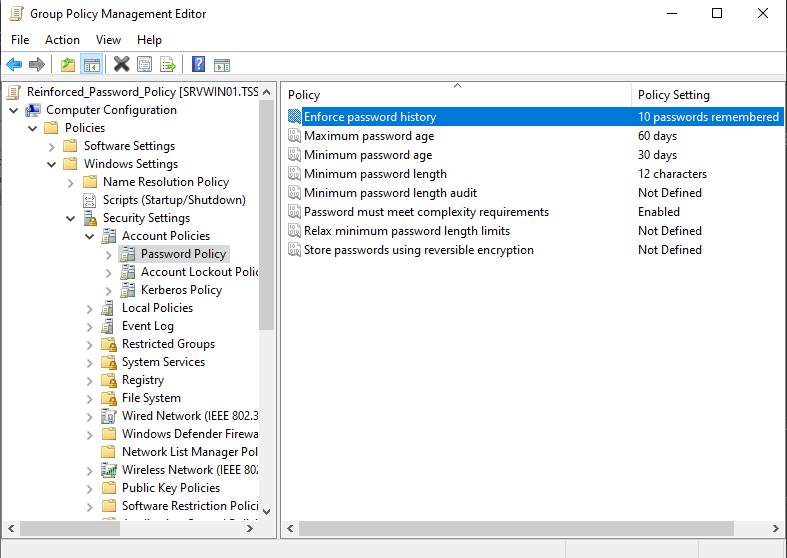 Group Policy Management Editor
File Action View Help
Reinforced_Password_Policy [SRVWIN01.TSS
Computer Configuration
Policies
Software Settings
Windows Settings
Name Resolution Policy
Scripts (Startup/Shutdown)
Security Settings
Account Policies
Password Policy
Account Lockout Polic
Kerberos Policy
Local Policies
Event Log
Restricted Groups
System Services
Registry
File System
Wired Network (IEEE 802.3
Windows Defender Firewa
Network List Manager Pol
Wireless Network (IEEE 802
Public Key Policies
Software Restriction Polici
Policy Policy Setting
Enforce password history 10 passwords remembered
Maximum password age 60 days
Minimum password age 30 days
Minimum password length 12 characters
Minimum password length audit Not Defined
Password must meet complexity requirements Enabled
Relax minimum password length limits Not Defined
Store passwords using reversible encryption Not Defined